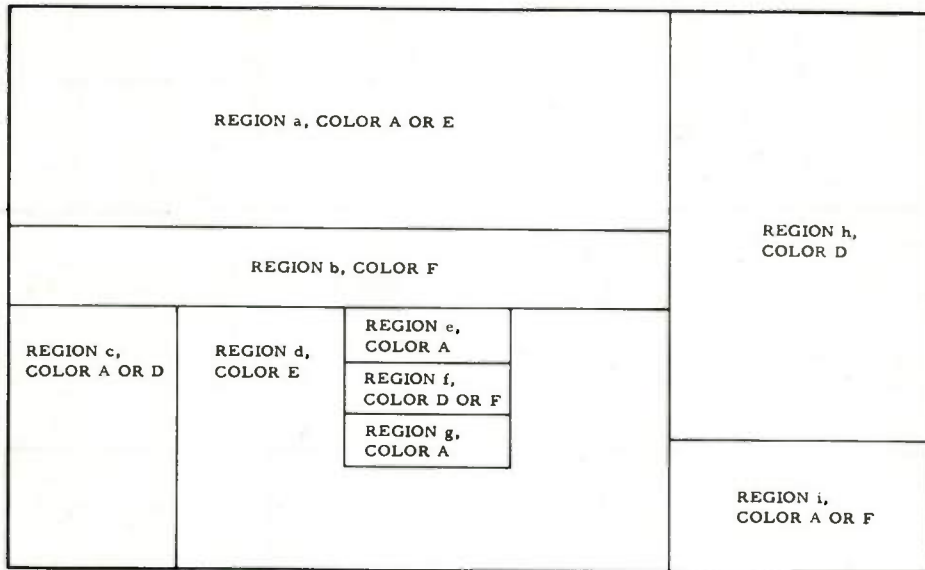 REGION a, COLOR A OR E
REGION h,
COLOR D
REGION b, COLOR F
REGION c,
COLOR A OR D
REGION d,
COLOR E
REGION e,
COLOR A
REGION f,
COLOR D OR F
REGION g,
COLOR A
REGION i,
COLOR A OR F